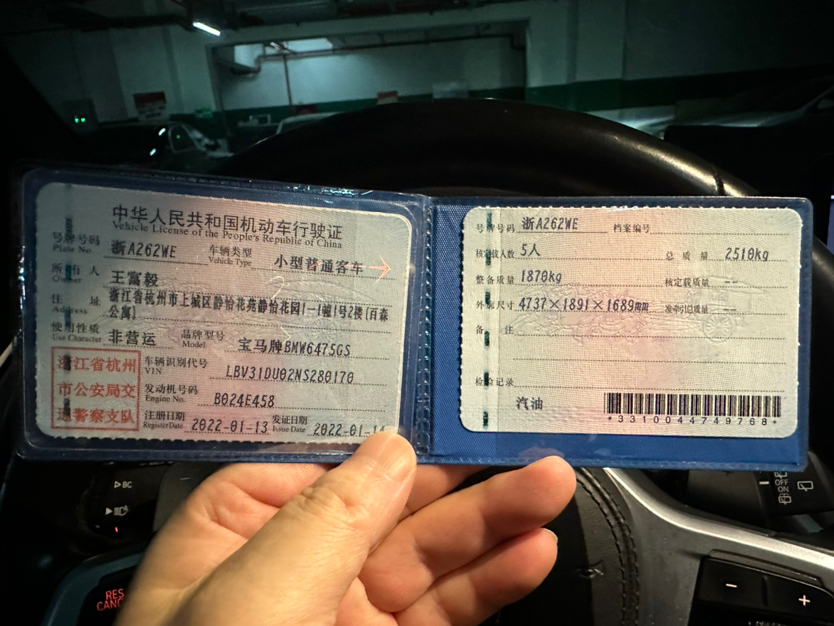 中华人民共和国机动车行驶证
Vehicle License of the People's Republic of China
号牌号码 浙A262WE 车辆类型 小型普通客车
Plate No. Vehicle Type
所有人 王富毅
Owner
住址 浙江省杭州市上城区静怡花苑静怡花园1-1幢1号2楼[百森
Address 公寓]
使用性质 非营运 品牌型号 宝马牌BMW6475GS
Use Character Model
浙江省杭州
市公安局交
通警察支队
车辆识别代号 LBV31DU02NS280170
VIN
发动机号码 B024E458
Engine No.
注册日期 2022-01-13 发证日期 2022-01-14
Register Date Issue Date
号牌号码 浙A262WE 档案编号
核定载人数 5人 总质量 2510kg
整备质量 1870kg 核定载质量 --
外廓尺寸 4737×1891×1689mm 准牵引总质量 --
备注
检验记录
汽油
*3310044749768*
BC
RES
CANC
- +